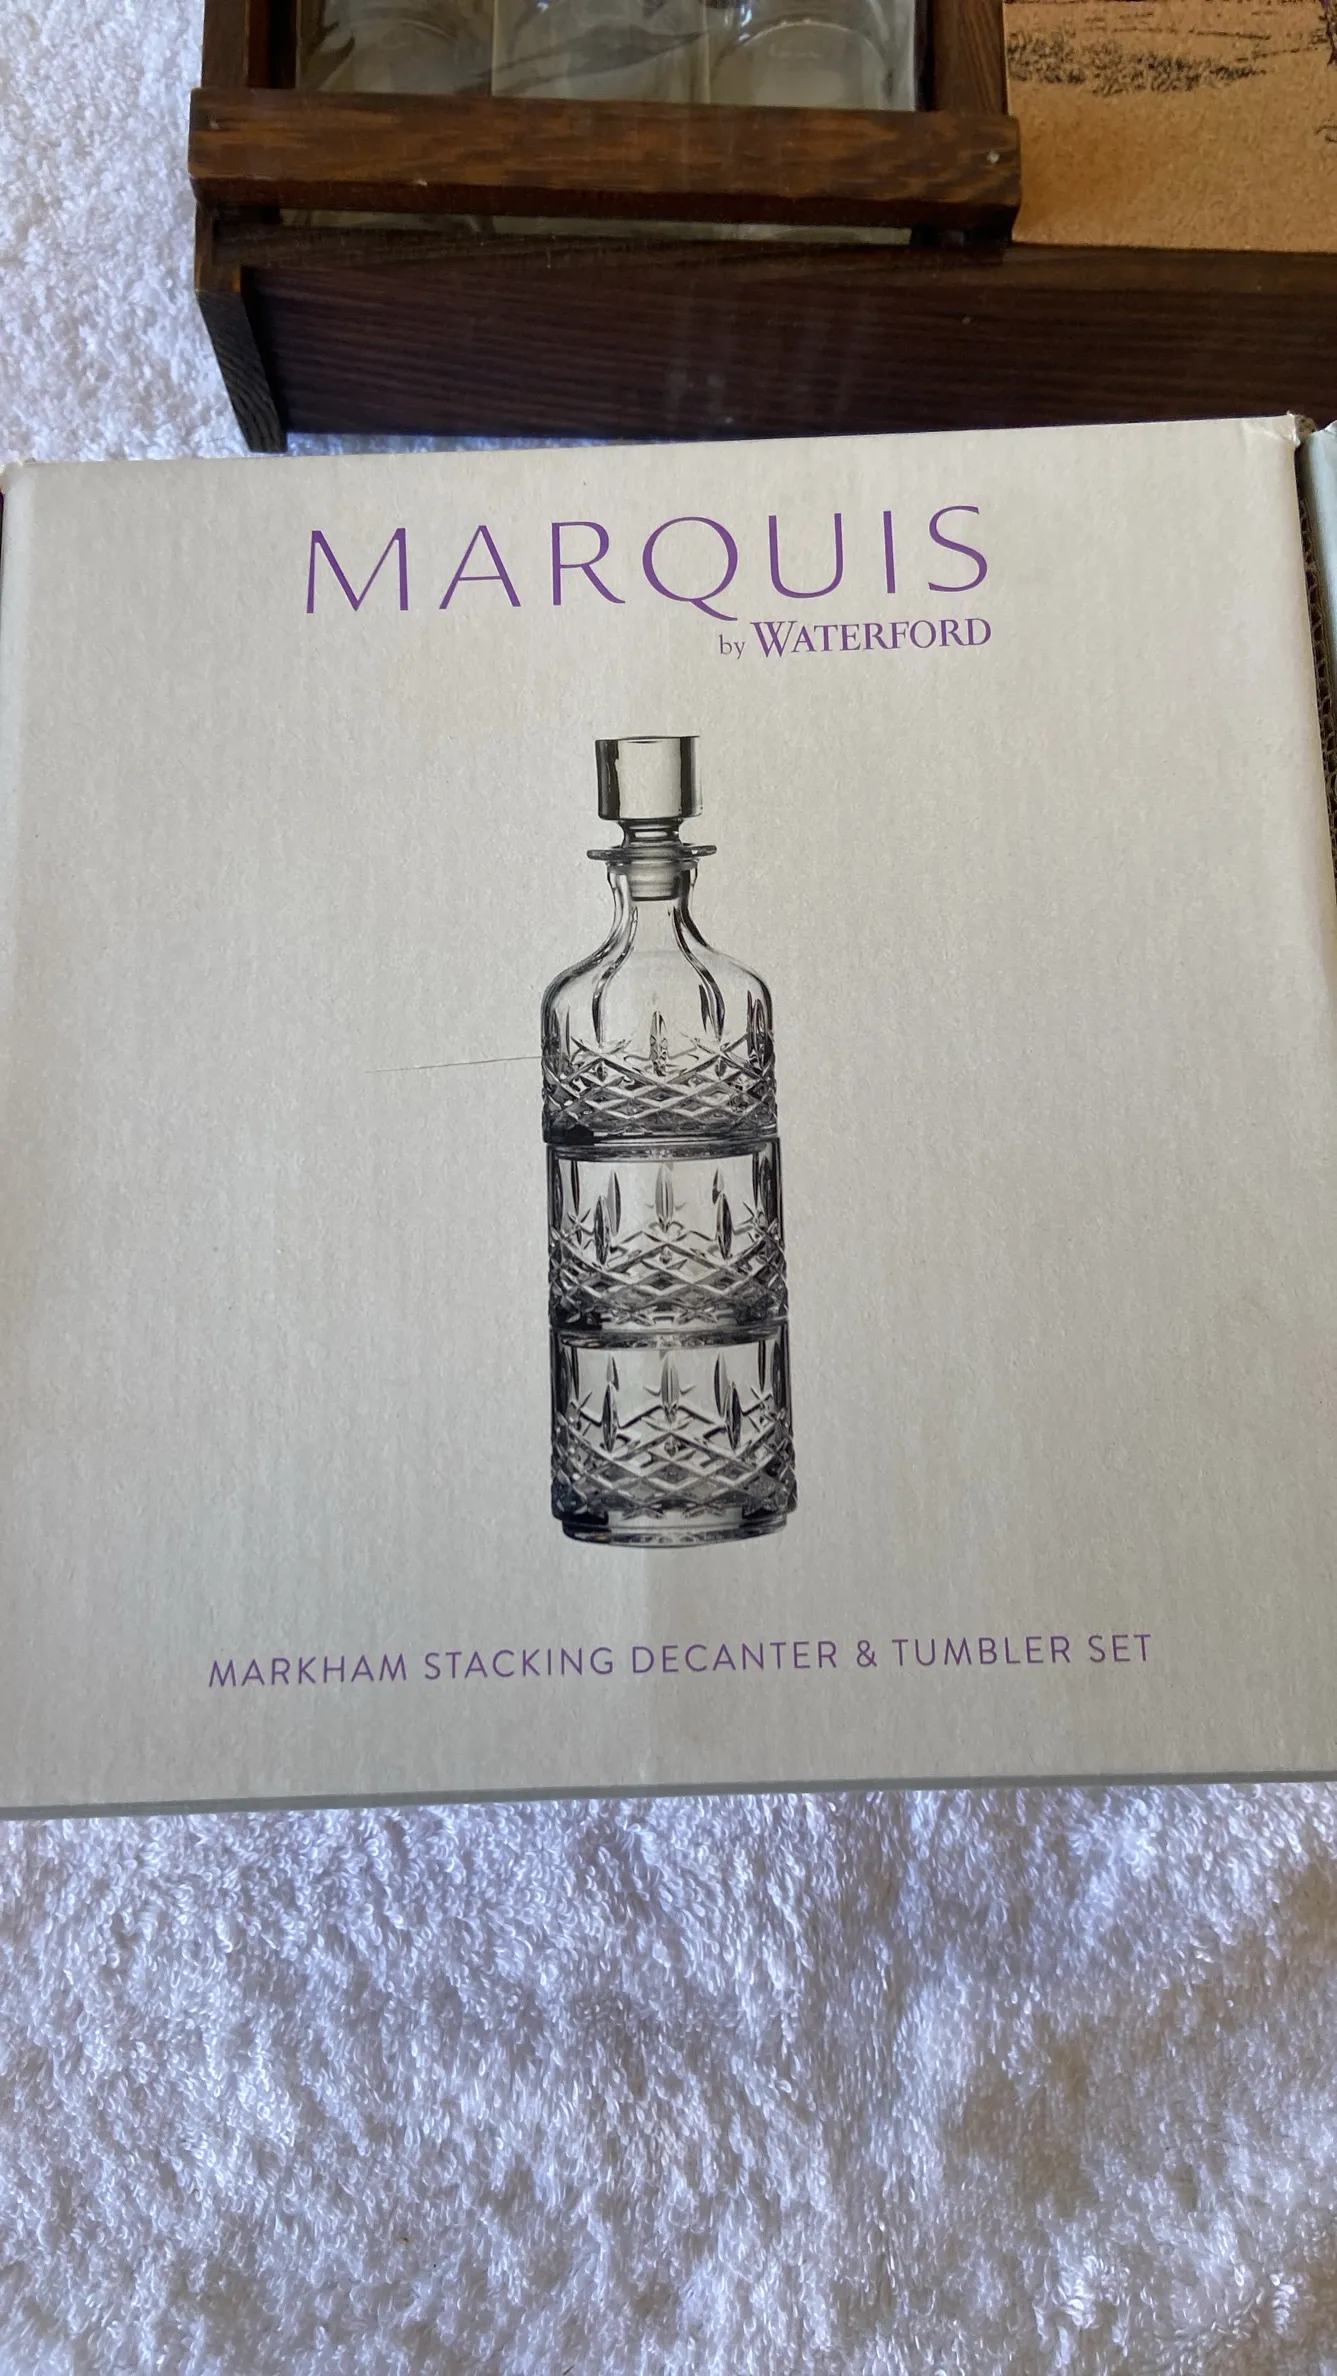 MARQUIS
by WATERFORD
MARKHAM STACKING DECANTER & TUMBLER SET